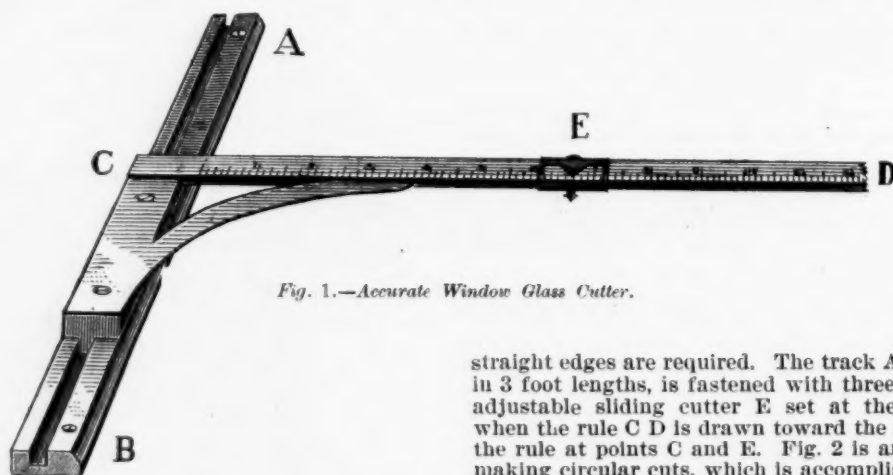 A
C
E
D
Fig. 1.—Accurate Window Glass Cutter.
B
straight edges are required. The track A
in 3 foot lengths, is fastened with three
adjustable sliding cutter E set at the
when the rule C D is drawn toward the
the rule at points C and E. Fig. 2 is a
making circular cuts, which is accompli